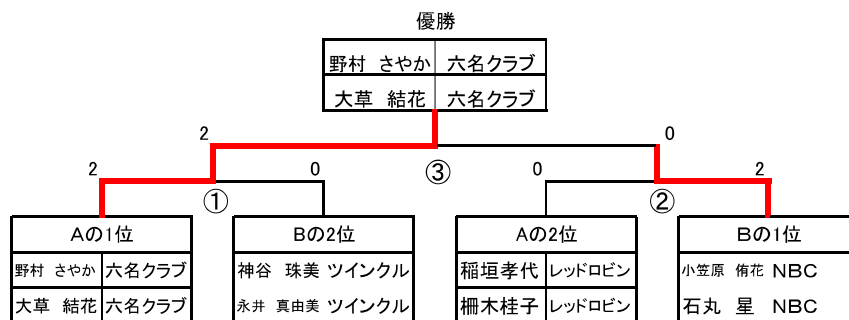 優勝
野村 さやか 六名クラブ
大草 結花 六名クラブ
2 0
2 0 ③ 0 2
① ②
Aの1位 Bの2位 Aの2位 Bの1位
野村 さやか 六名クラブ 神谷 珠美 ツインクル 稲垣孝代 レッドロビン 小笠原 侑花 NBC
大草 結花 六名クラブ 永井 真由美 ツインクル 柵木桂子 レッドロビン 石丸 星 NBC